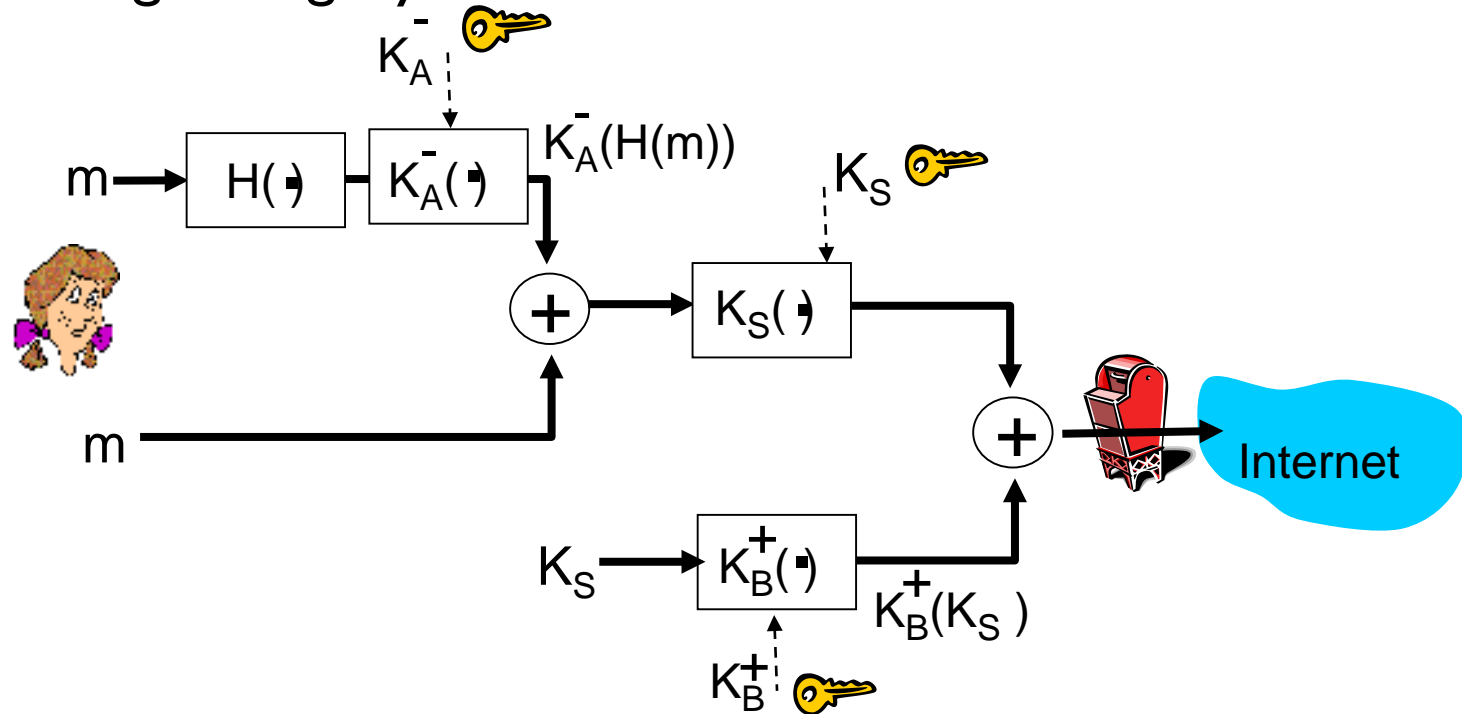 K_A^-
m
H(·)
K_A^-(·)
K_A^-(H(m))
K_S
+
K_S(·)
m
+
Internet
K_S
K_B^+(·)
K_B^+(K_S )
K_B^+